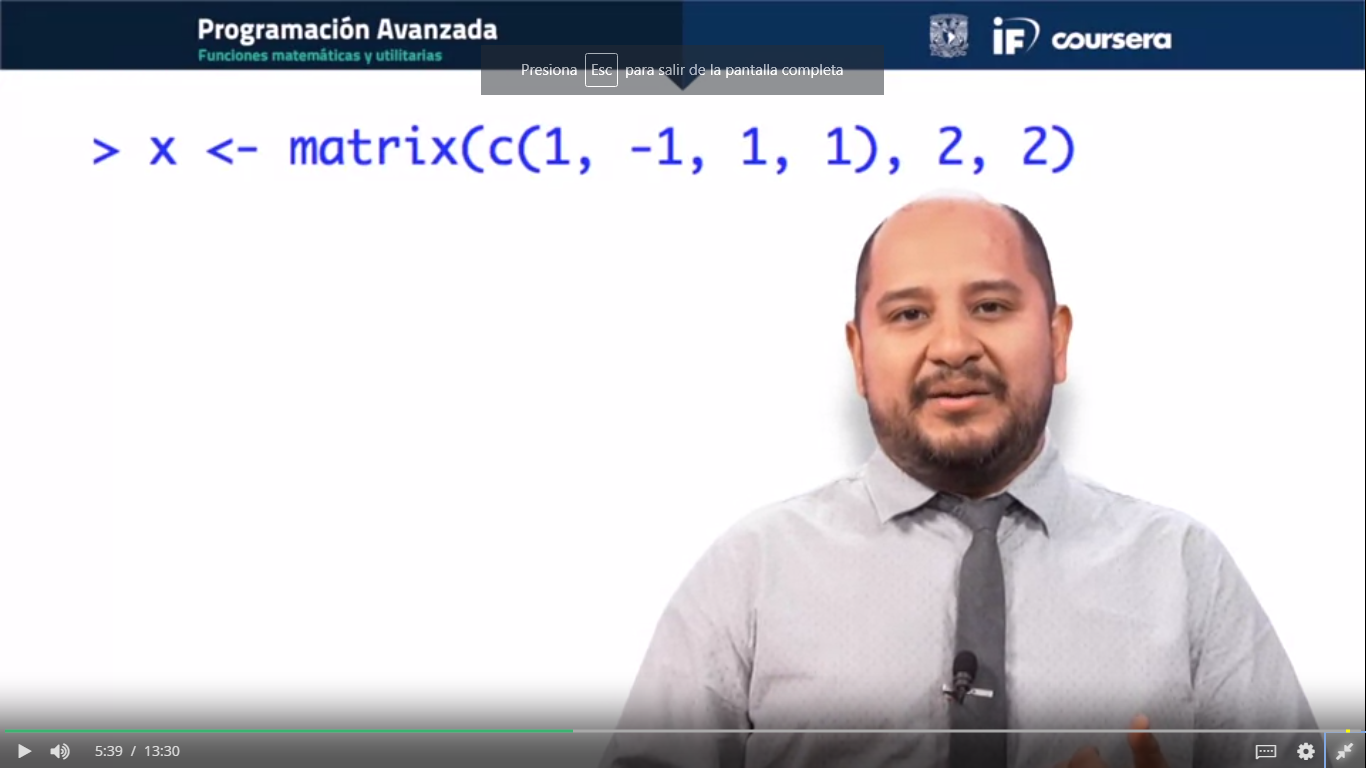 Programación Avanzada
Funciones matemáticas y utilitarias
iF coursera
Presiona Esc para salir de la pantalla completa
> x <- matrix(c(1, -1, 1, 1), 2, 2)
5:39 / 13:30